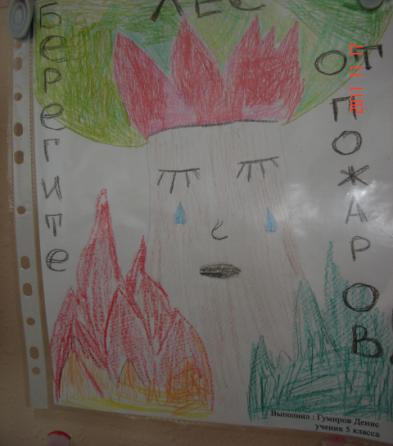 Берегите
ЛЕС
ОТ
ПОЖАРОВ
Выполнил : Гумиров Денис
ученик 5 класса